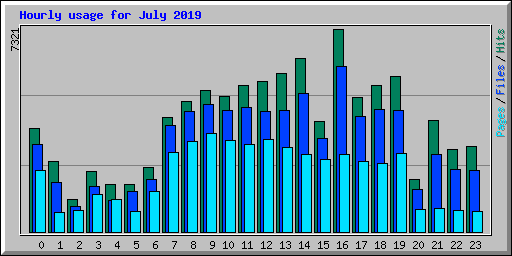 Hourly usage for July 2019
7321
Pages/Files/Hits
0 1 2 3 4 5 6 7 8 9 10 11 12 13 14 15 16 17 18 19 20 21 22 23